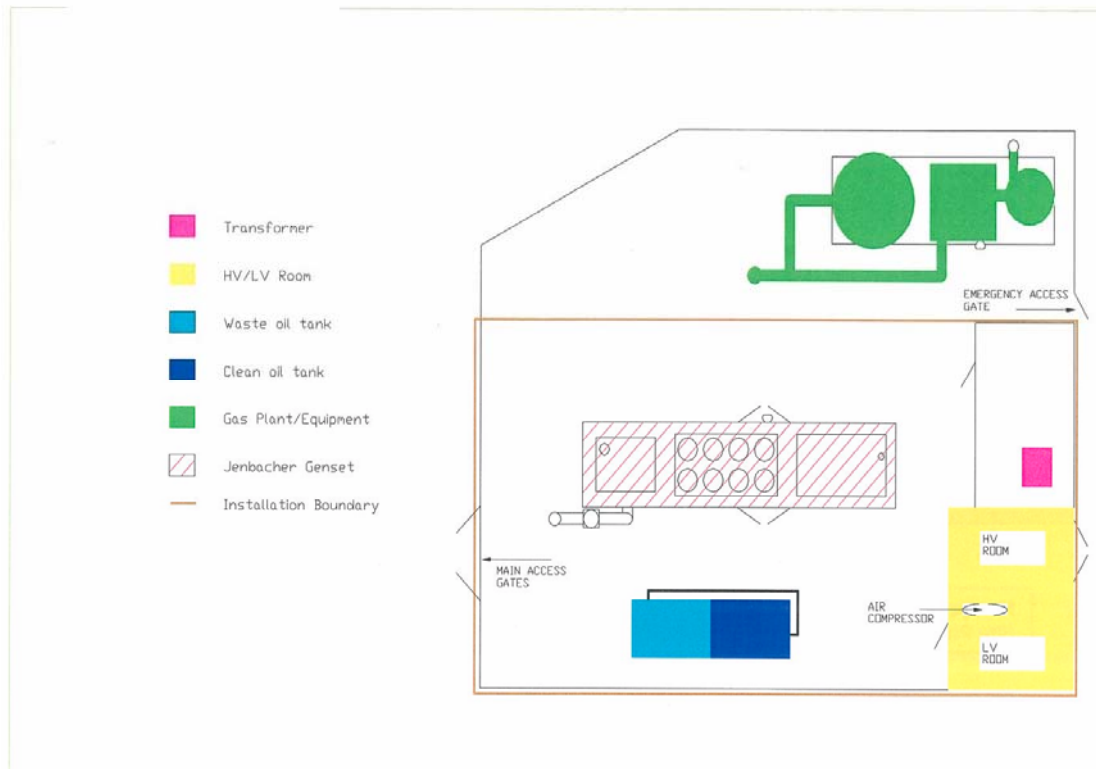 Transformer
HV/LV Room
Waste oil tank
Clean oil tank
Gas Plant/Equipment
Jenbacher Genset
Installation Boundary
EMERGENCY ACCESS
GATE
MAIN ACCESS
GATES
HV
ROOM
AIR
COMPRESSOR
LV
ROOM